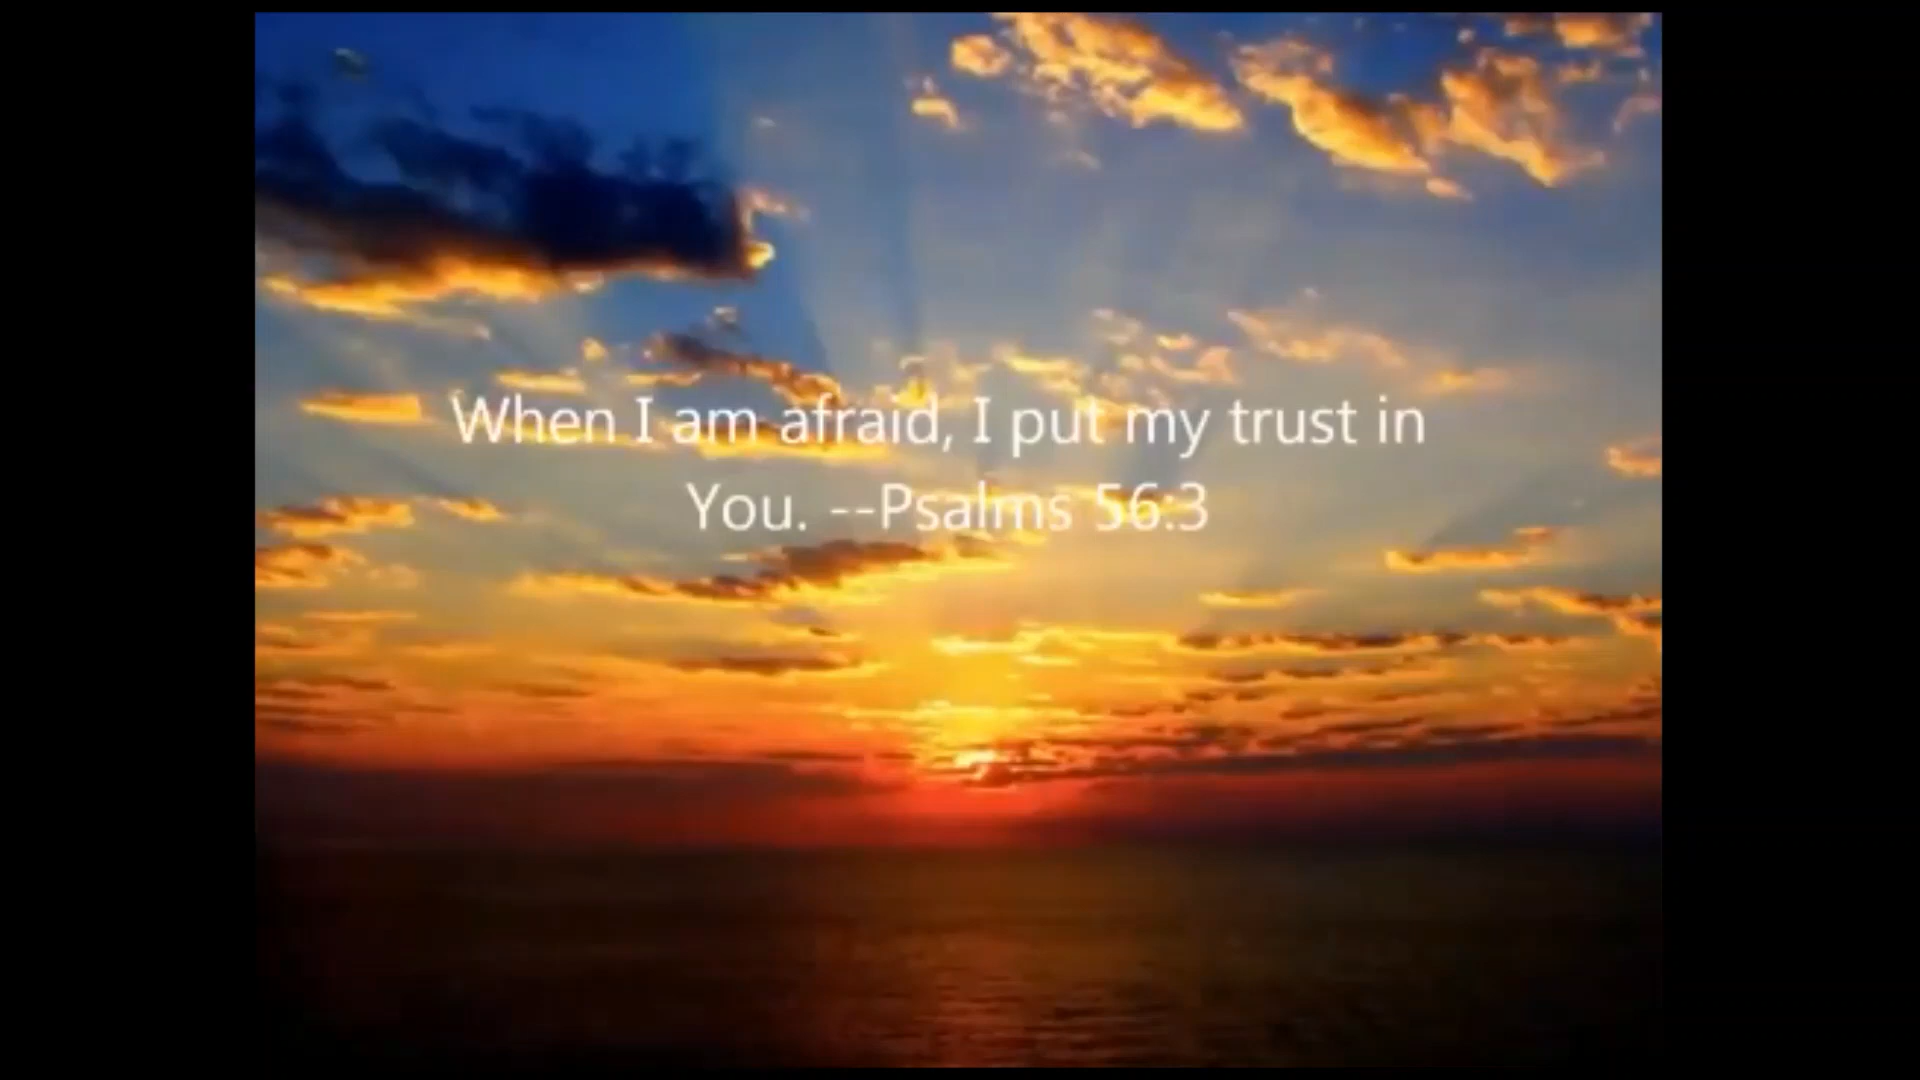 When I am afraid, I put my trust in
You. --Psalms 56:3